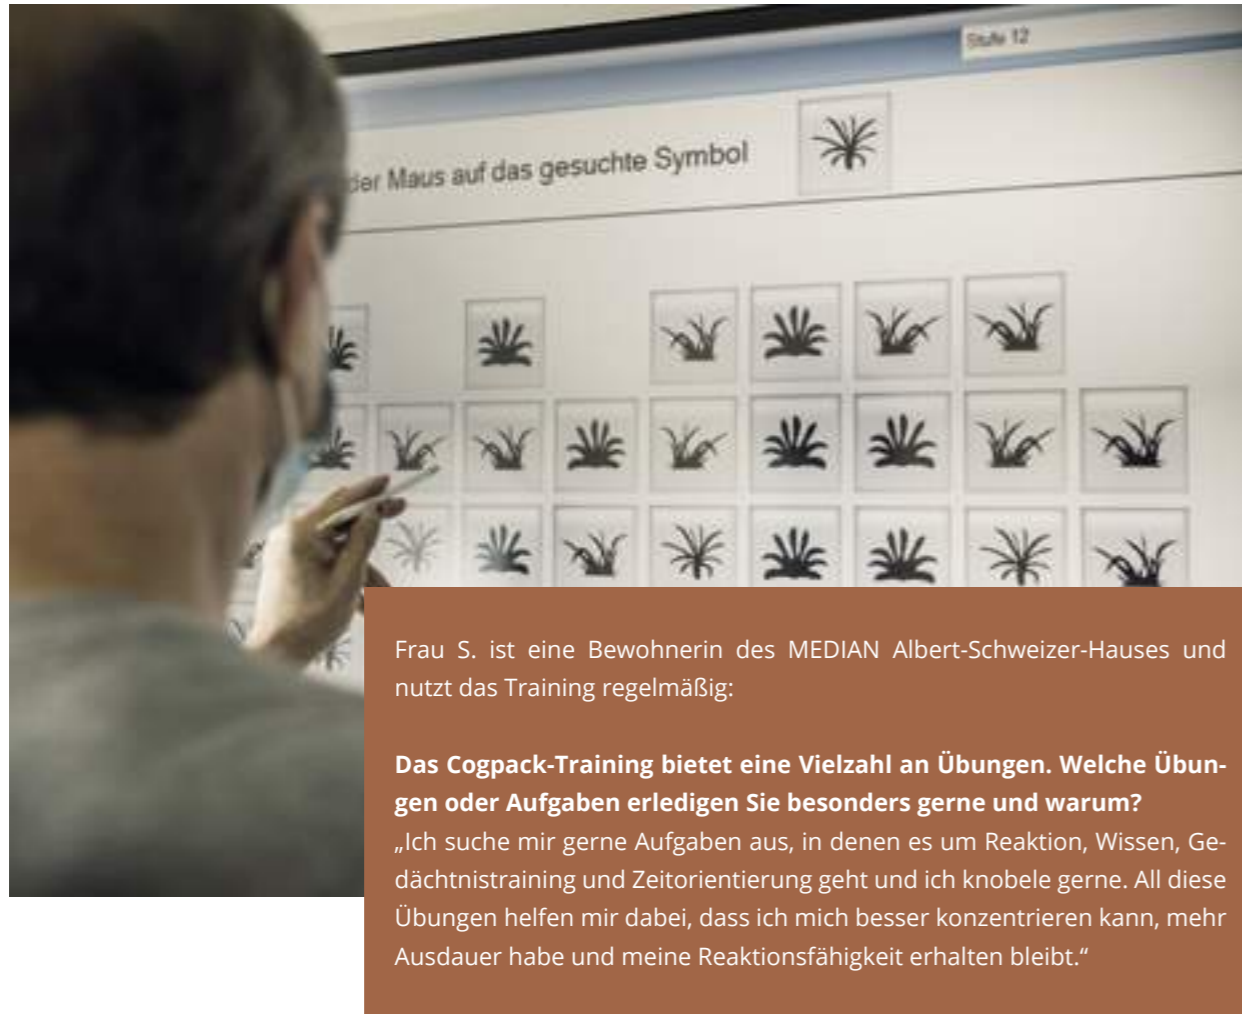 Stufe 12
der Maus auf das gesuchte Symbol
Frau S. ist eine Bewohnerin des MEDIAN Albert-Schweizer-Hauses und
nutzt das Training regelmäßig:
Das Cogpack-Training bietet eine Vielzahl an Übungen. Welche Übun-
gen oder Aufgaben erledigen Sie besonders gerne und warum?
„Ich suche mir gerne Aufgaben aus, in denen es um Reaktion, Wissen, Ge-
dächtnistraining und Zeitorientierung geht und ich knobele gerne. All diese
Übungen helfen mir dabei, dass ich mich besser konzentrieren kann, mehr
Ausdauer habe und meine Reaktionsfähigkeit erhalten bleibt.“